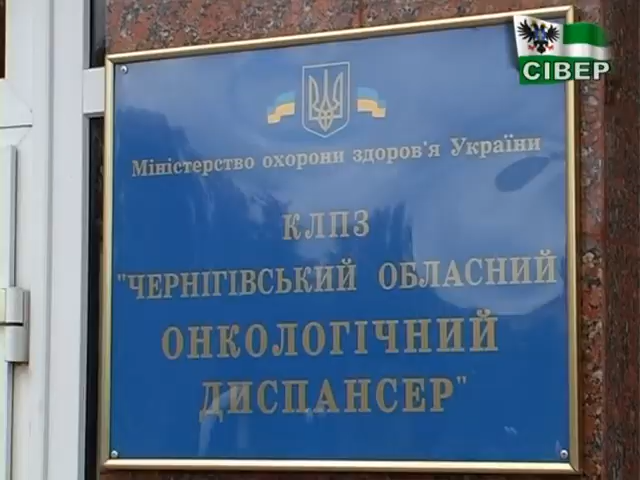 СІВЕР
Міністерство охорони здоров'я України
КЛПЗ
"ЧЕРНІГІВСЬКИЙ ОБЛАСНИЙ
ОНКОЛОГІЧНИЙ
ДИСПАНСЕР"